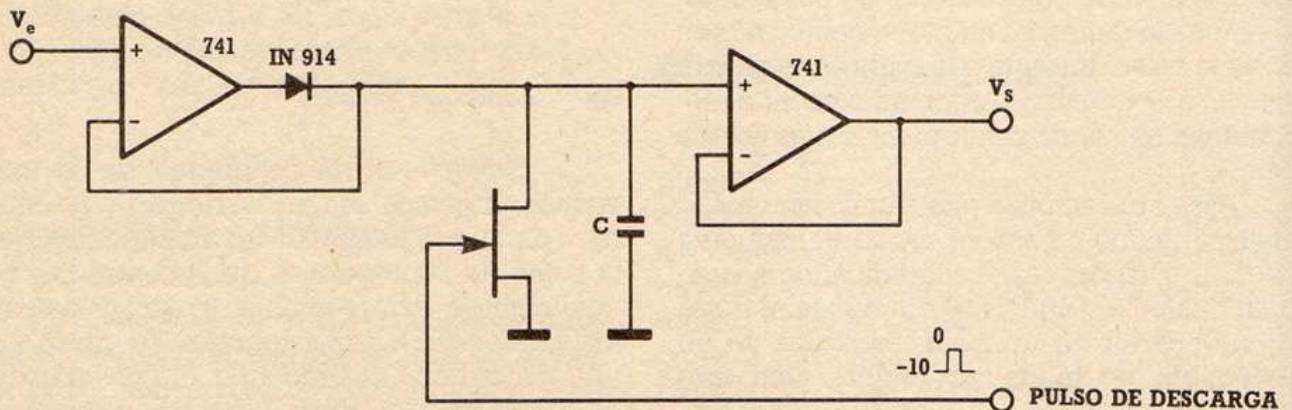 Ve
+
-
741
IN 914
+
-
741
VS
C
0
-10
PULSO DE DESCARGA